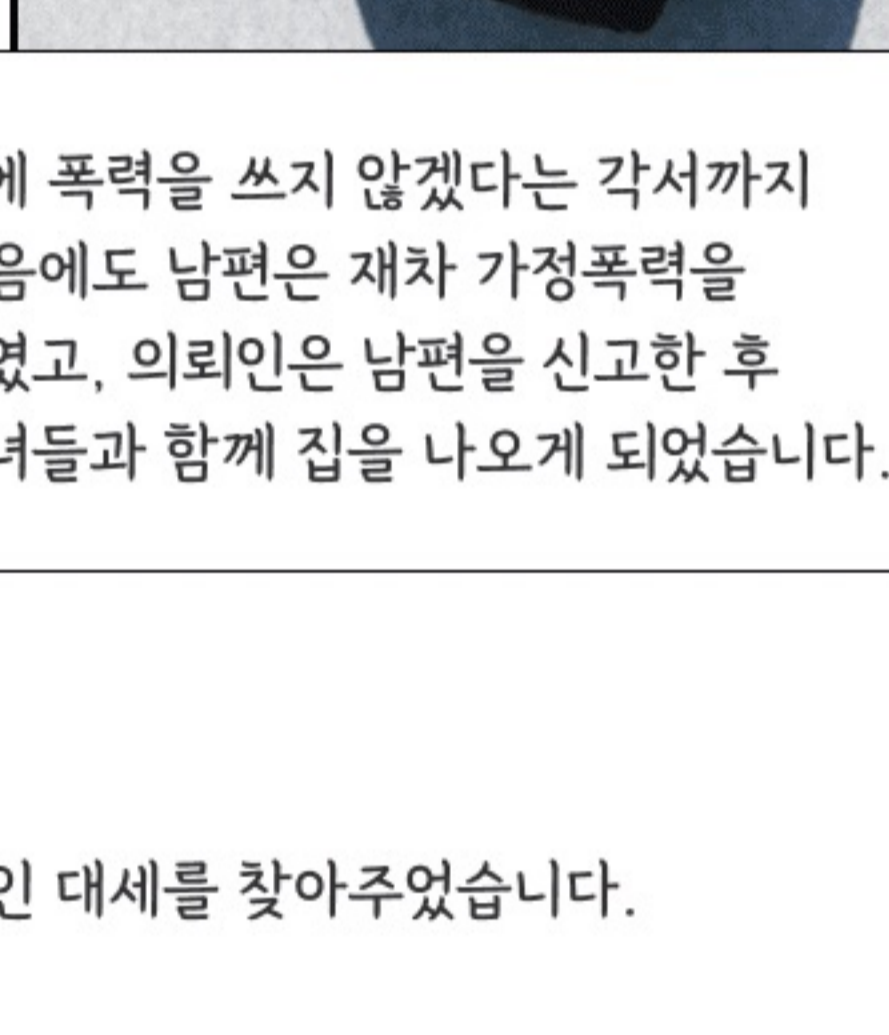 에 폭력을 쓰지 않겠다는 각서까지
음에도 남편은 재차 가정폭력을
였고, 의뢰인은 남편을 신고한 후
녀들과 함께 집을 나오게 되었습니다.
인 대세를 찾아주었습니다.